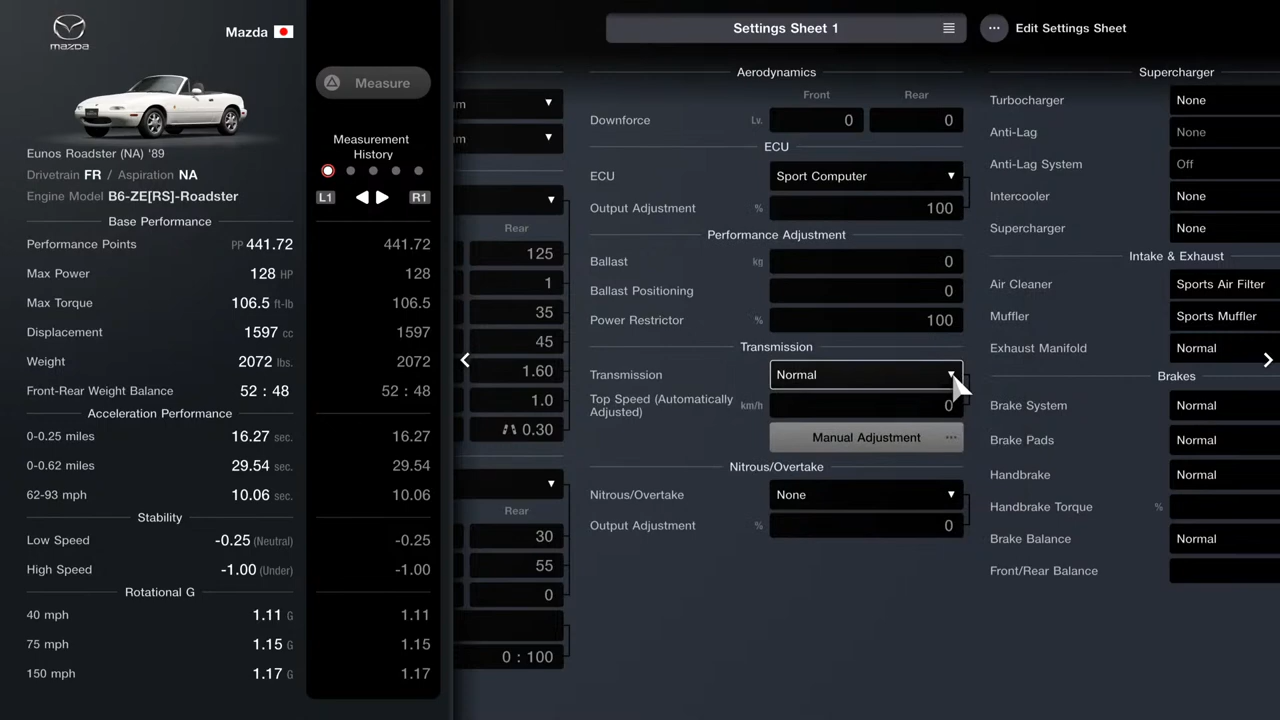 mazda
Mazda
Eunos Roadster (NA) '89
Drivetrain FR / Aspiration NA
Engine Model B6-ZE[RS]-Roadster
Base Performance
Performance Points PP 441.72
Max Power 128 HP
Max Torque 106.5 ft-lb
Displacement 1597 cc
Weight 2072 lbs.
Front-Rear Weight Balance 52 : 48
Acceleration Performance
0-0.25 miles 16.27 sec.
0-0.62 miles 29.54 sec.
62-93 mph 10.06 sec.
Stability
Low Speed -0.25 (Neutral)
High Speed -1.00 (Under)
Rotational G
40 mph 1.11 G
75 mph 1.15 G
150 mph 1.17 G
Measure
Measurement
History
L1 R1
441.72
128
106.5
1597
2072
52 : 48
16.27
29.54
10.06
-0.25
-1.00
1.11
1.15
1.17
Settings Sheet 1
Edit Settings Sheet
Rear
125
1
35
45
1.60
1.0
0.30
Rear
30
55
0
0 : 100
Aerodynamics
Front Rear
Downforce Lv. 0 0
ECU
ECU Sport Computer
Output Adjustment % 100
Performance Adjustment
Ballast kg 0
Ballast Positioning 0
Power Restrictor % 100
Transmission
Transmission Normal
Top Speed (Automatically
Adjusted) km/h 0
Manual Adjustment
Nitrous/Overtake
Nitrous/Overtake None
Output Adjustment % 0
Supercharger
Turbocharger None
Anti-Lag None
Anti-Lag System Off
Intercooler None
Supercharger None
Intake & Exhaust
Air Cleaner Sports Air Filter
Muffler Sports Muffler
Exhaust Manifold Normal
Brakes
Brake System Normal
Brake Pads Normal
Handbrake Normal
Handbrake Torque %
Brake Balance Normal
Front/Rear Balance